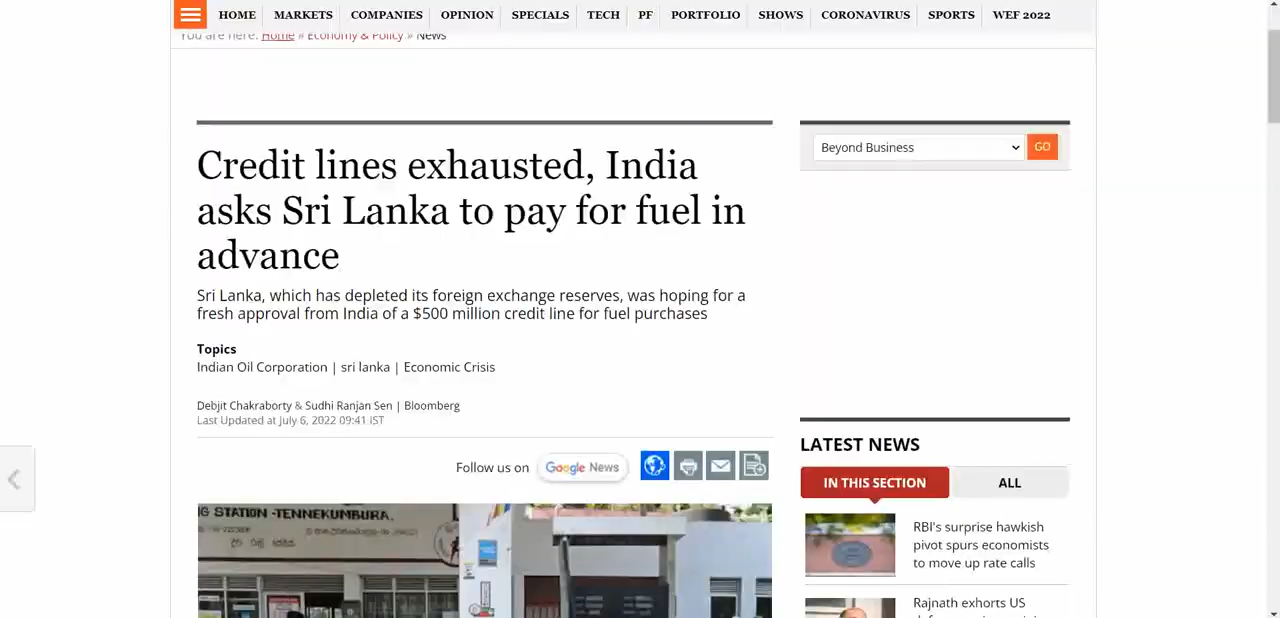 HOME MARKETS COMPANIES OPINION SPECIALS TECH PF PORTFOLIO SHOWS CORONAVIRUS SPORTS WEF 2022
You are here: Home » Economy & Policy » News
Credit lines exhausted, India
asks Sri Lanka to pay for fuel in
advance
Sri Lanka, which has depleted its foreign exchange reserves, was hoping for a
fresh approval from India of a $500 million credit line for fuel purchases
Topics
Indian Oil Corporation | sri lanka | Economic Crisis
Debjit Chakraborty & Sudhi Ranjan Sen | Bloomberg
Last Updated at July 6, 2022 09:41 IST
Follow us on Google News
NG STATION -TENNEKUMBURA.
Beyond Business
GO
LATEST NEWS
IN THIS SECTION ALL
RBI's surprise hawkish
pivot spurs economists
to move up rate calls
Rajnath exhorts US